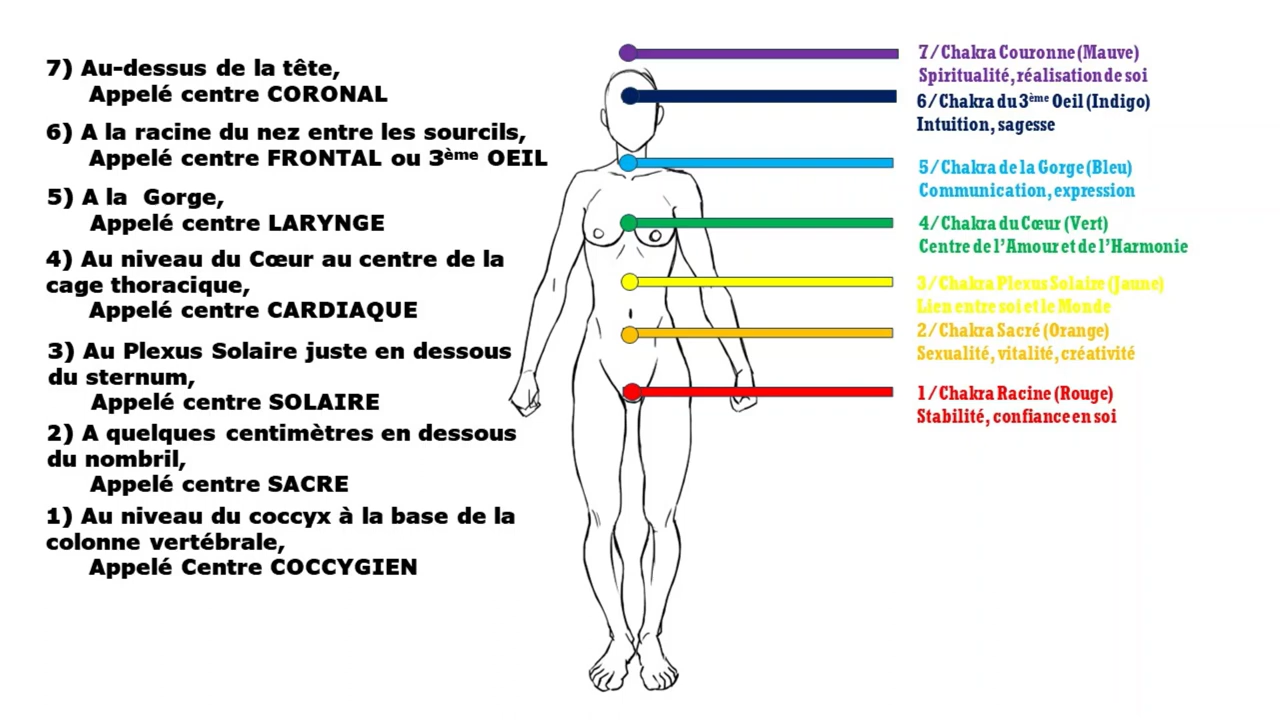 7) Au-dessus de la tête,
Appelé centre CORONAL
6) A la racine du nez entre les sourcils,
Appelé centre FRONTAL ou 3ème OEIL
5) A la Gorge,
Appelé centre LARYNGE
4) Au niveau du Cœur au centre de la
cage thoracique,
Appelé centre CARDIAQUE
3) Au Plexus Solaire juste en dessous
du sternum,
Appelé centre SOLAIRE
2) A quelques centimètres en dessous
du nombril,
Appelé centre SACRE
1) Au niveau du coccyx à la base de la
colonne vertébrale,
Appelé Centre COCCYGIEN
7/Chakra Couronne (Mauve)
Spiritualité, réalisation de soi
6/Chakra du 3ème Oeil (Indigo)
Intuition, sagesse
5/Chakra de la Gorge (Bleu)
Communication, expression
4/Chakra du Cœur (Vert)
Centre de l'Amour et de l'Harmonie
3/Chakra Plexus Solaire (Jaune)
Lien entre soi et le Monde
2/Chakra Sacré (Orange)
Sexualité, vitalité, créativité
1/Chakra Racine (Rouge)
Stabilité, confiance en soi